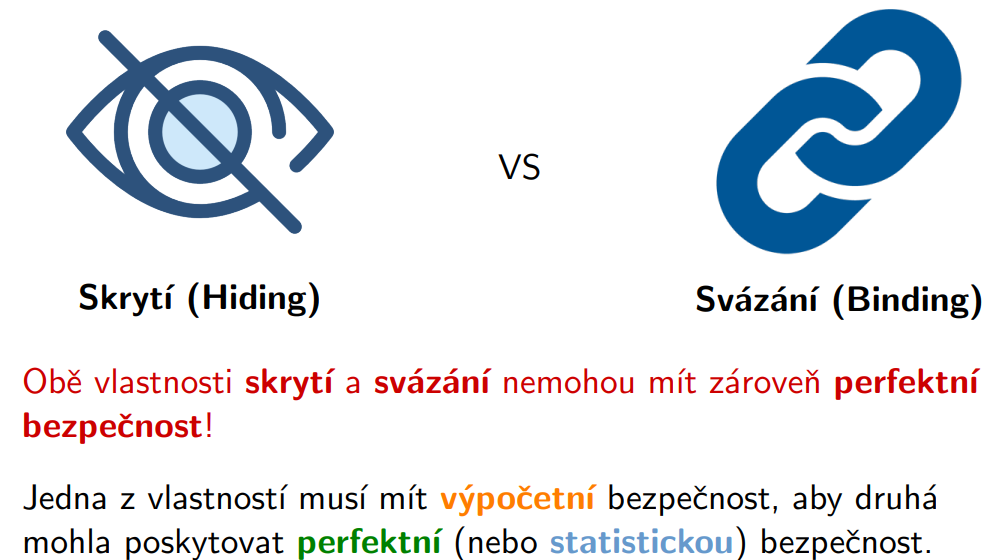 VS
Skrytí (Hiding)
Svázání (Binding)
Obě vlastnosti skrytí a svázání nemohou mít zároveň perfektní
bezpečnost!
Jedna z vlastností musí mít výpočetní bezpečnost, aby druhá
mohla poskytovat perfektní (nebo statistickou) bezpečnost.